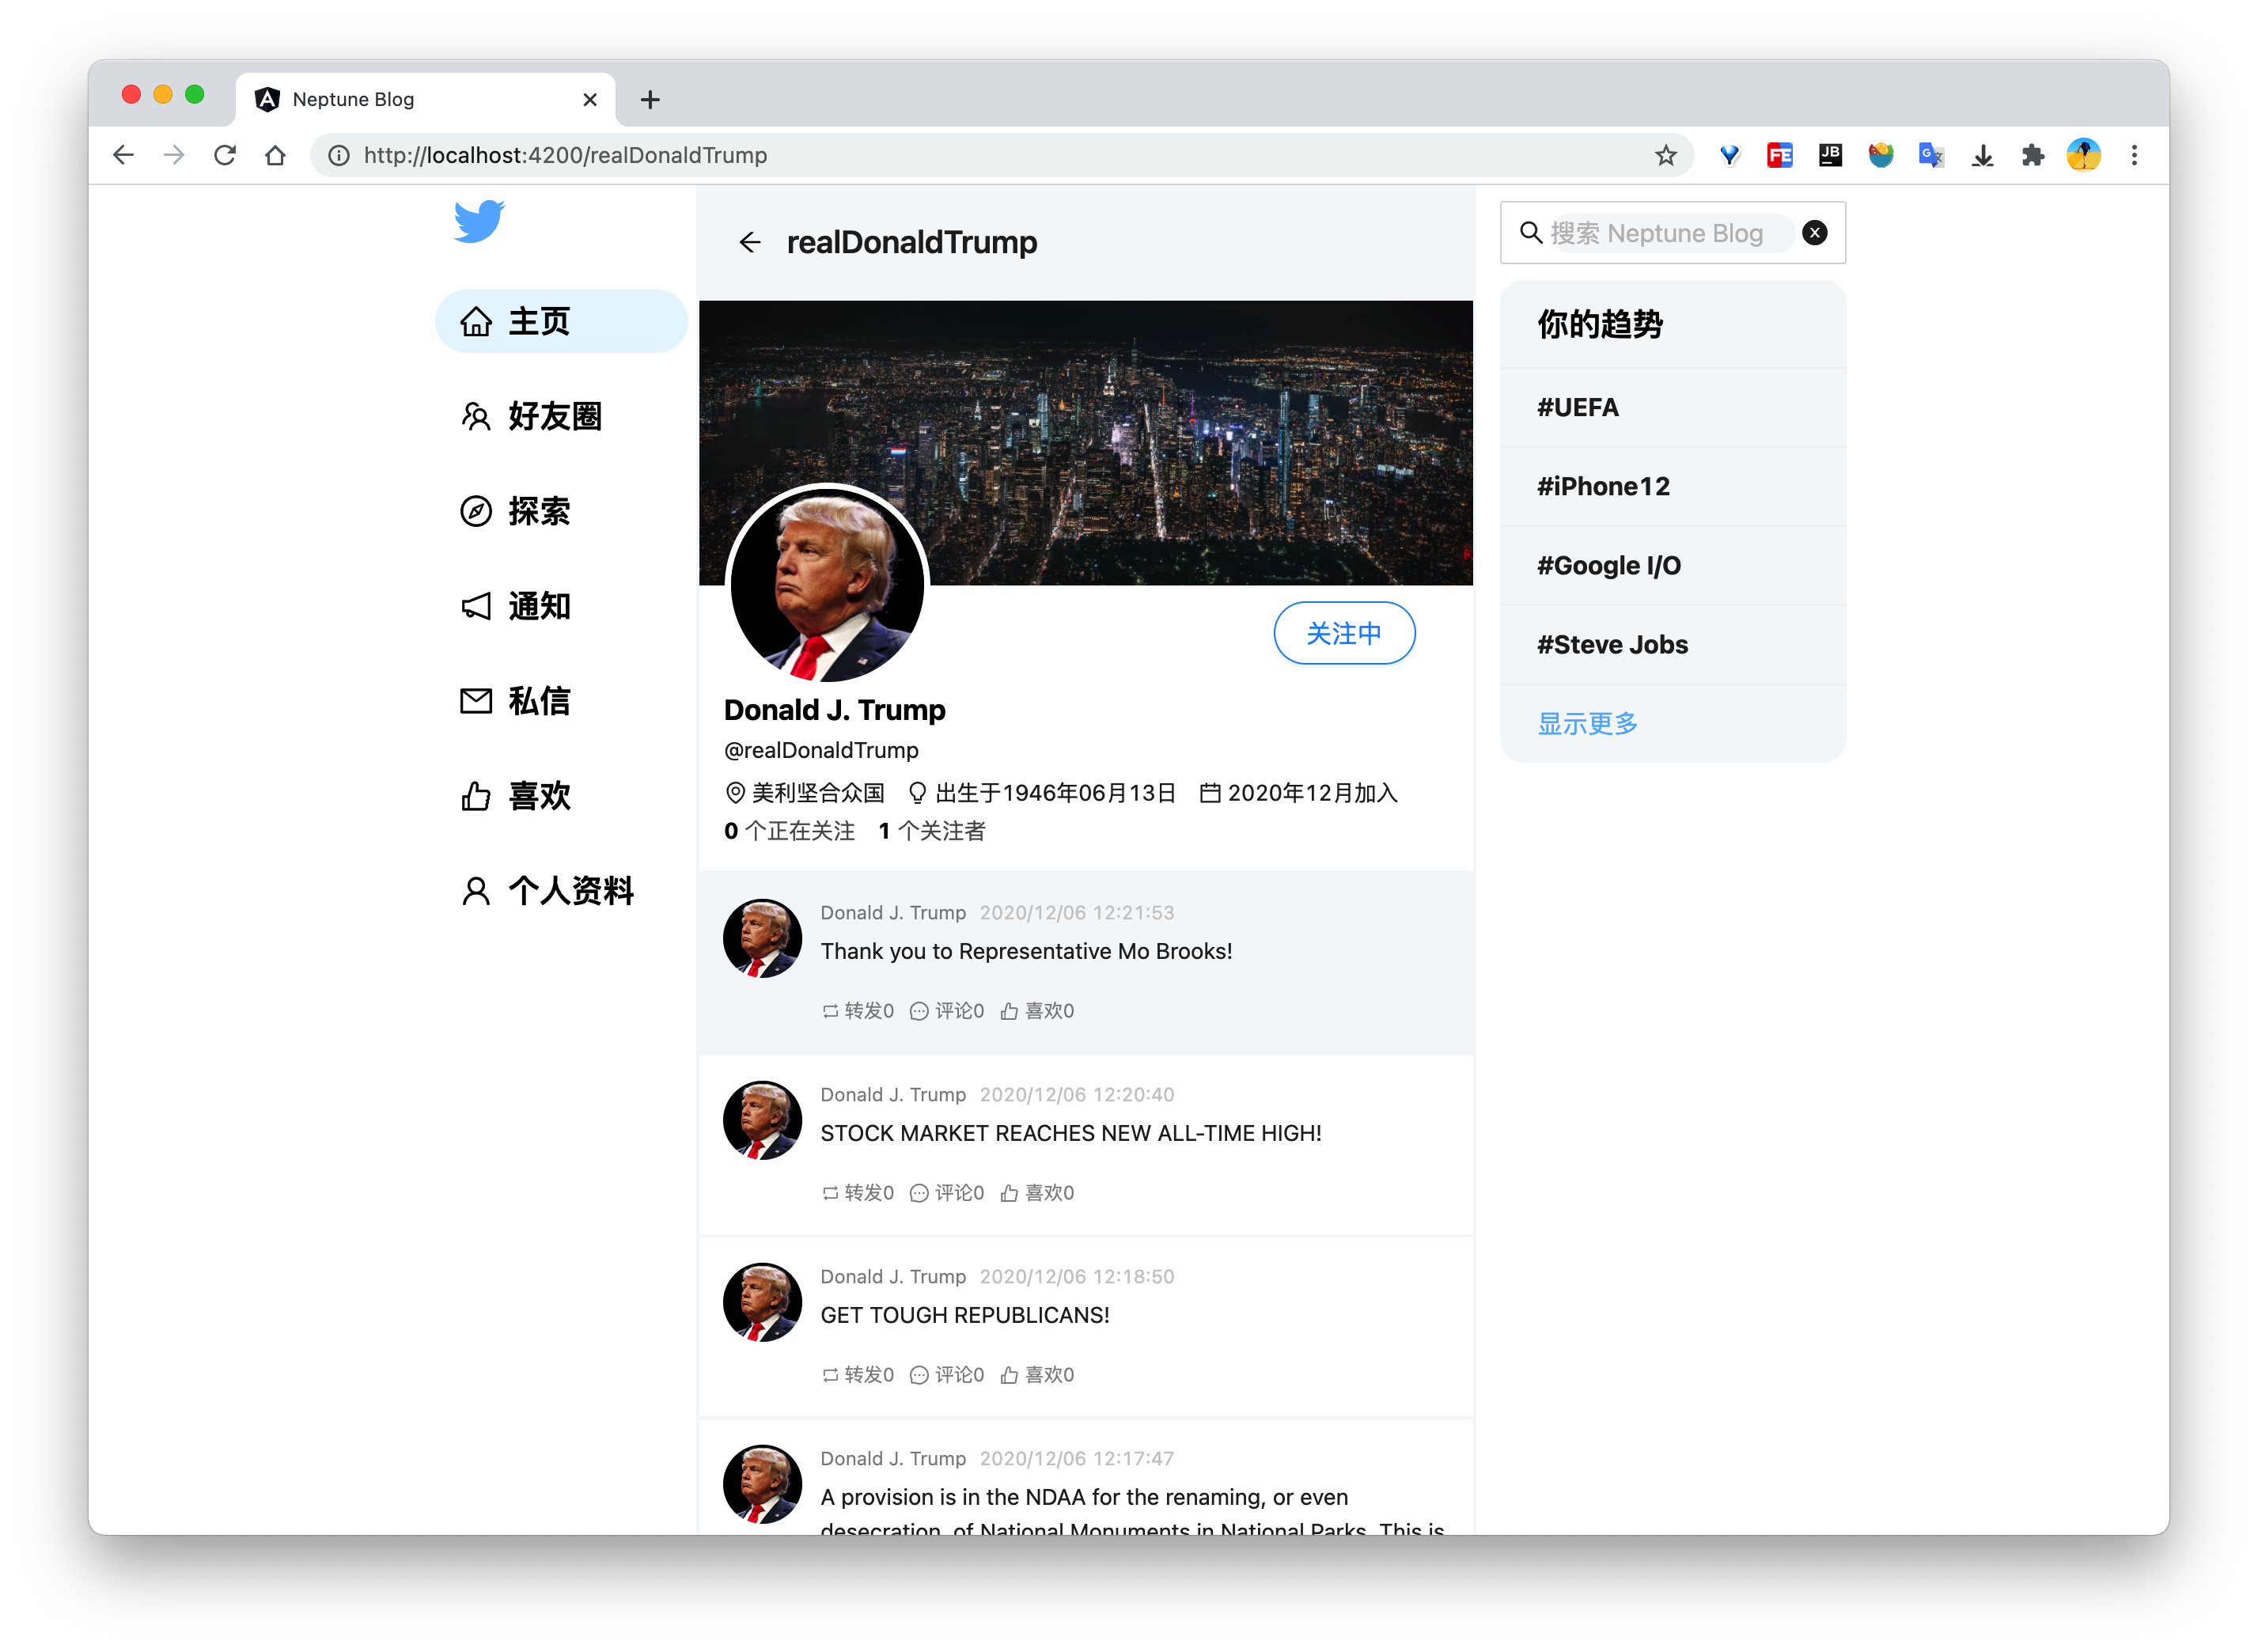 Neptune Blog
http://localhost:4200/realDonaldTrump
FE
JB
G
主页
好友圈
探索
通知
私信
喜欢
个人资料
realDonaldTrump
关注中
Donald J. Trump
@realDonaldTrump
美利坚合众国 出生于1946年06月13日 2020年12月加入
0 个正在关注 1 个关注者
Donald J. Trump 2020/12/06 12:21:53
Thank you to Representative Mo Brooks!
转发0 评论0 喜欢0
Donald J. Trump 2020/12/06 12:20:40
STOCK MARKET REACHES NEW ALL-TIME HIGH!
转发0 评论0 喜欢0
Donald J. Trump 2020/12/06 12:18:50
GET TOUGH REPUBLICANS!
转发0 评论0 喜欢0
Donald J. Trump 2020/12/06 12:17:47
A provision is in the NDAA for the renaming, or even
desecration, of National Monuments in National Parks. This is
搜索 Neptune Blog
你的趋势
#UEFA
#iPhone12
#Google I/O
#Steve Jobs
显示更多